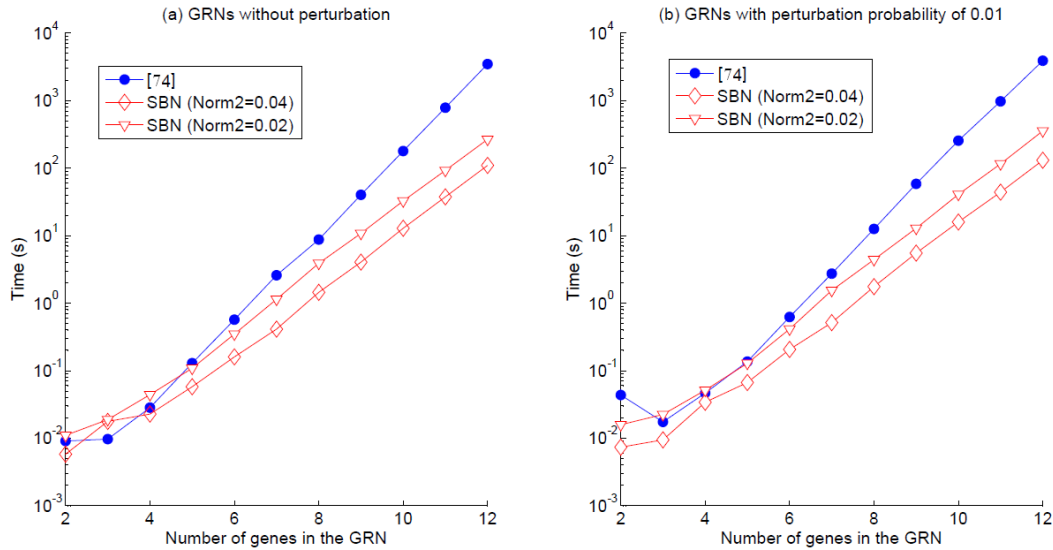 (a) GRNs without perturbation
10^4
10^3
10^2
10^1
10^0
10^-1
10^-2
10^-3
Time (s)
[74]
SBN (Norm2=0.04)
SBN (Norm2=0.02)
2 4 6 8 10 12
Number of genes in the GRN
(b) GRNs with perturbation probability of 0.01
10^4
10^3
10^2
10^1
10^0
10^-1
10^-2
10^-3
Time (s)
[74]
SBN (Norm2=0.04)
SBN (Norm2=0.02)
2 4 6 8 10 12
Number of genes in the GRN